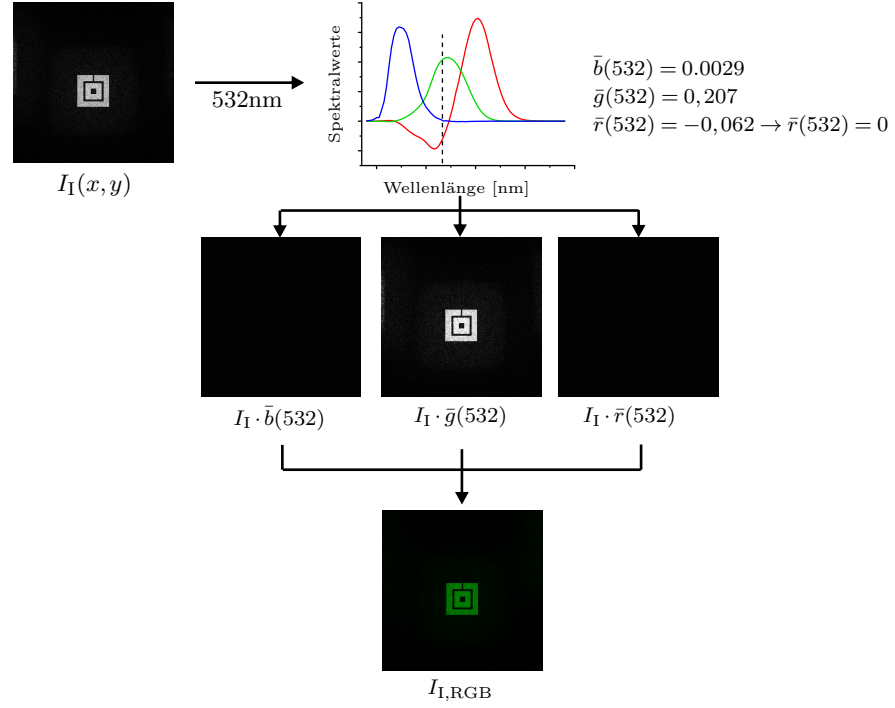 Spektralwerte
b̄(532) = 0.0029
ḡ(532) = 0,207
r̄(532) = −0,062 → r̄(532) = 0
532nm
I_I(x, y)
Wellenlänge [nm]
I_I · b̄(532)
I_I · ḡ(532)
I_I · r̄(532)
I_I,RGB